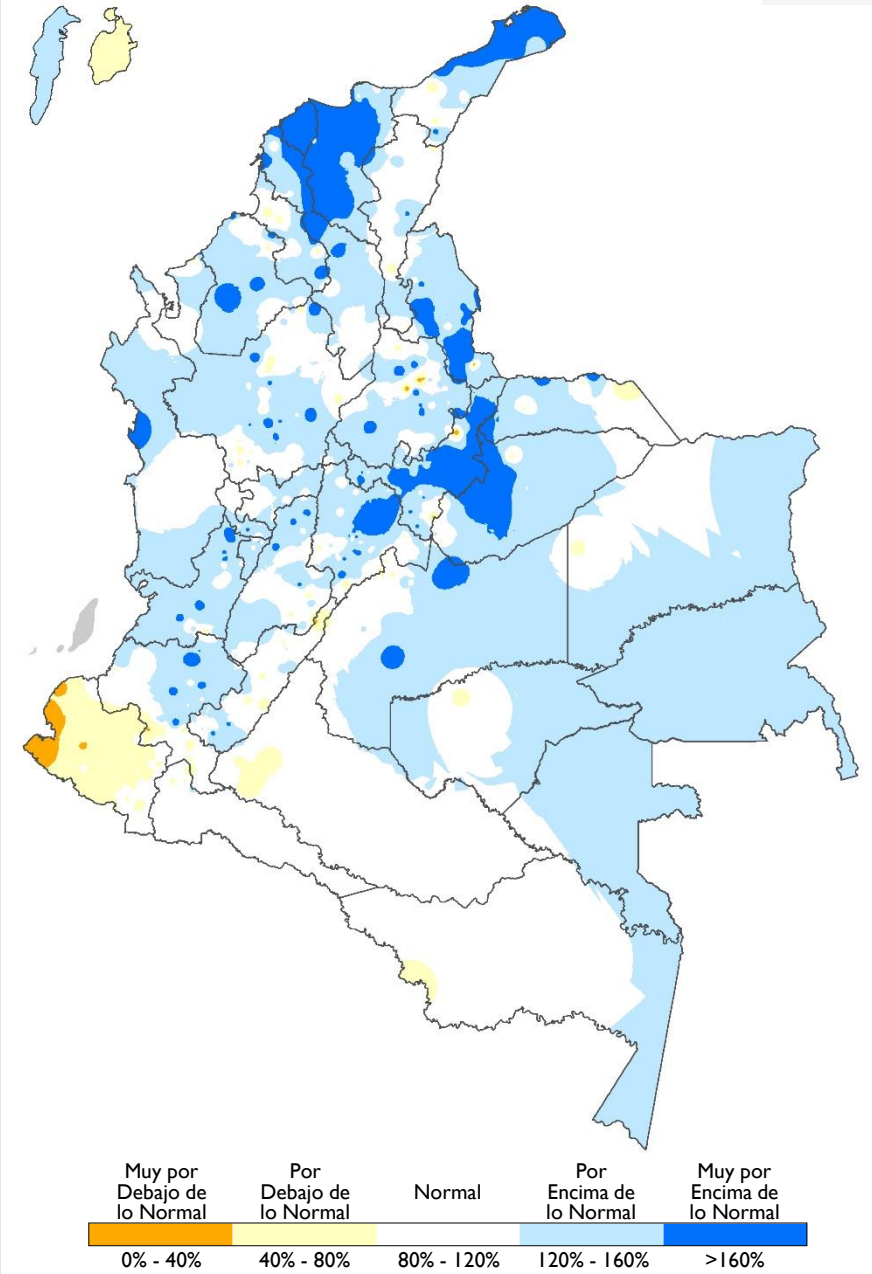 Muy por
Debajo de
lo Normal
Por
Debajo de
lo Normal
Normal
Por
Encima de
lo Normal
Muy por
Encima de
lo Normal
0% - 40%
40% - 80%
80% - 120%
120% - 160%
>160%